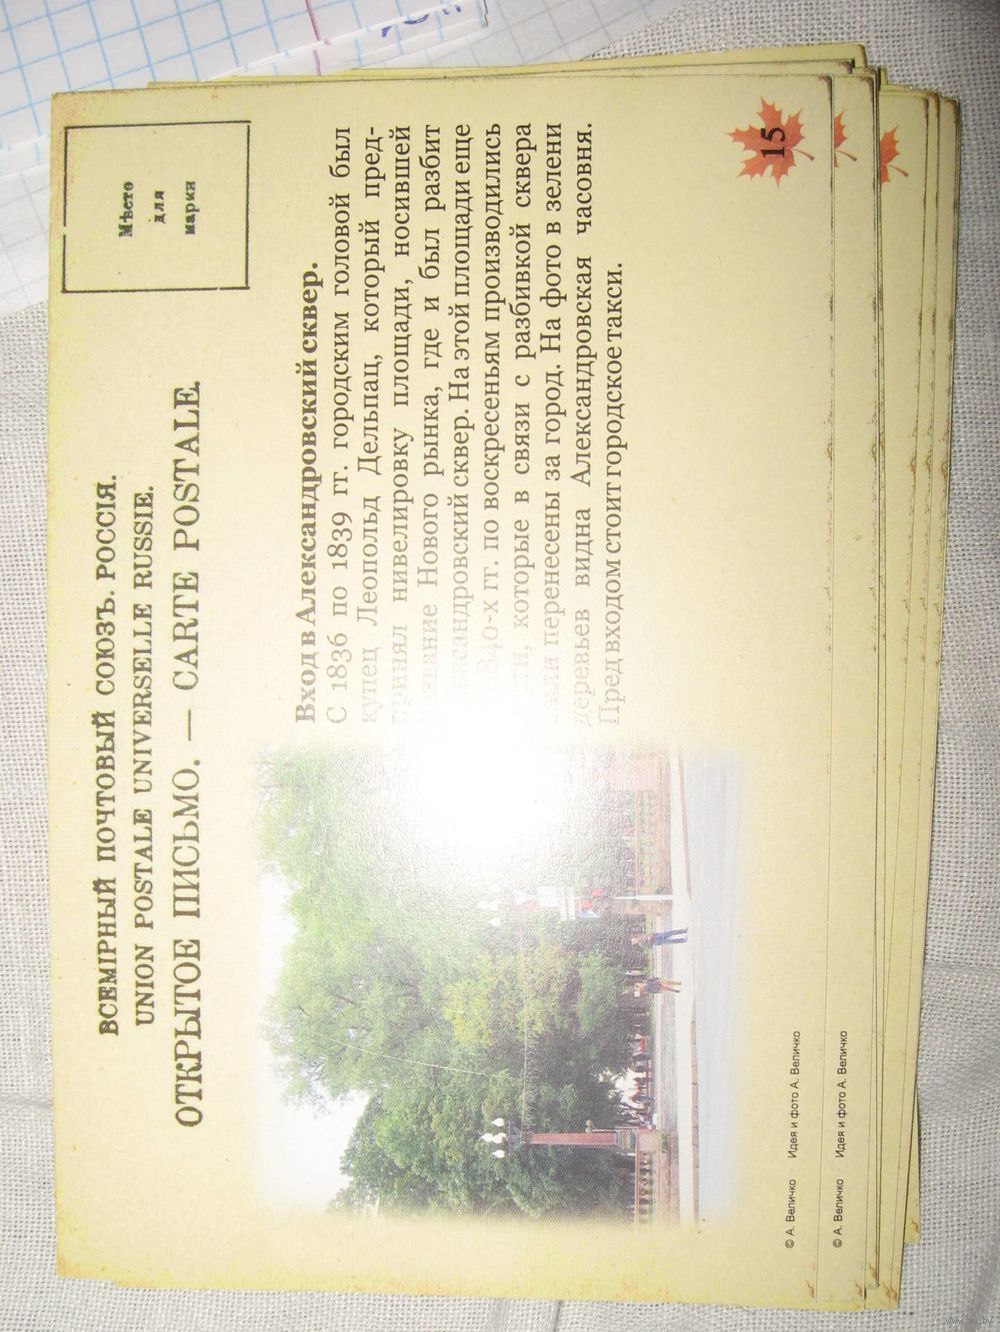 ВСЕМІРНЫЙ ПОЧТОВЫЙ СОЮЗЪ. РОССІЯ.
UNION POSTALE UNIVERSELLE RUSSIE.
ОТКРЫТОЕ ПИСЬМО. — CARTE POSTALE.
Мѣсто
для
марки
Вход в Александровский сквер.
С 1836 по 1839 гг. городским головой был
купец Леопольд Дельпац, который пред-
принял нивелировку площади, носившей
название Нового рынка, где и был разбит
Александровский сквер. На этой площади еще
1840-х гг. по воскресеньям производились
которые в связи с разбивкой сквера
были перенесены за город. На фото в зелени
деревьев видна Александровская часовня.
Пред входом стоит городское такси.
15
© А. Величко Идея и фото А. Величко
© А. Величко Идея и фото А. Величко